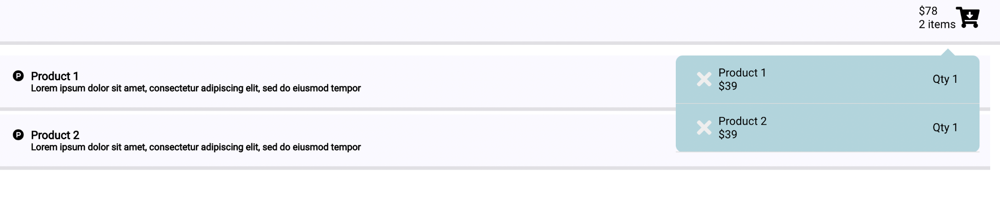 $78
2 items
P Product 1
Lorem ipsum dolor sit amet, consectetur adipiscing elit, sed do eiusmod tempor
P Product 2
Lorem ipsum dolor sit amet, consectetur adipiscing elit, sed do eiusmod tempor
Product 1
$39
Qty 1
Product 2
$39
Qty 1